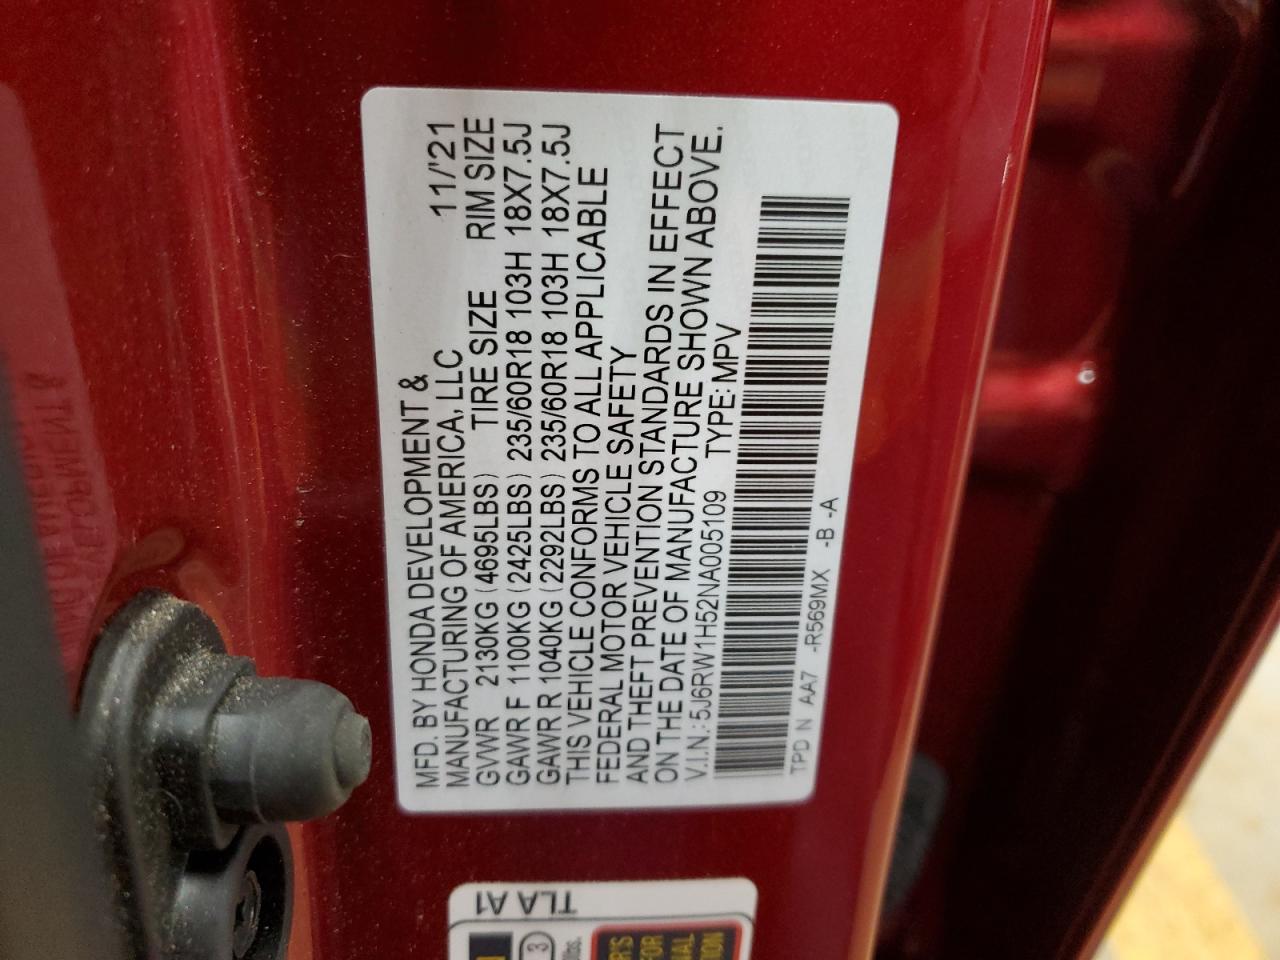 MFD. BY HONDA DEVELOPMENT & 11/'21
MANUFACTURING OF AMERICA, LLC
GVWR 2130KG (4695LBS) TIRE SIZE RIM SIZE
GAWR F 1100KG (2425LBS) 235/60R18 103H 18X7.5J
GAWR R 1040KG (2292LBS) 235/60R18 103H 18X7.5J
THIS VEHICLE CONFORMS TO ALL APPLICABLE
FEDERAL MOTOR VEHICLE SAFETY
AND THEFT PREVENTION STANDARDS IN EFFECT
ON THE DATE OF MANUFACTURE SHOWN ABOVE.
V.I.N.: 5J6RW1H52NA005109 TYPE: MPV
TPD N AA7 -R569MX -B -A
TLA A1
3
lbs.